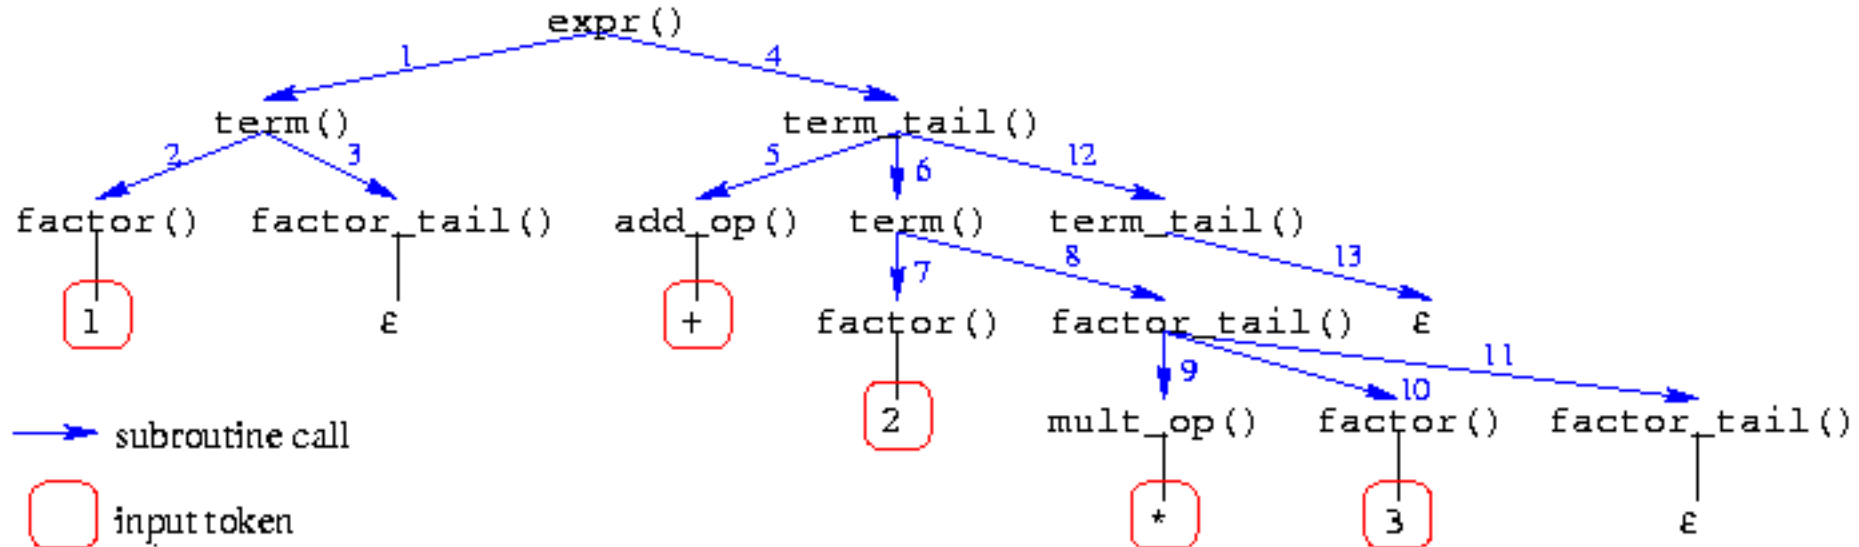 expr()
1 4
term() term_tail()
2 3 5 6 12
factor() factor_tail() add_op() term() term_tail()
7 8 13
1 ε + factor() factor_tail() ε
9 10 11
2 mult_op() factor() factor_tail()
subroutine call
* 3 ε
input token